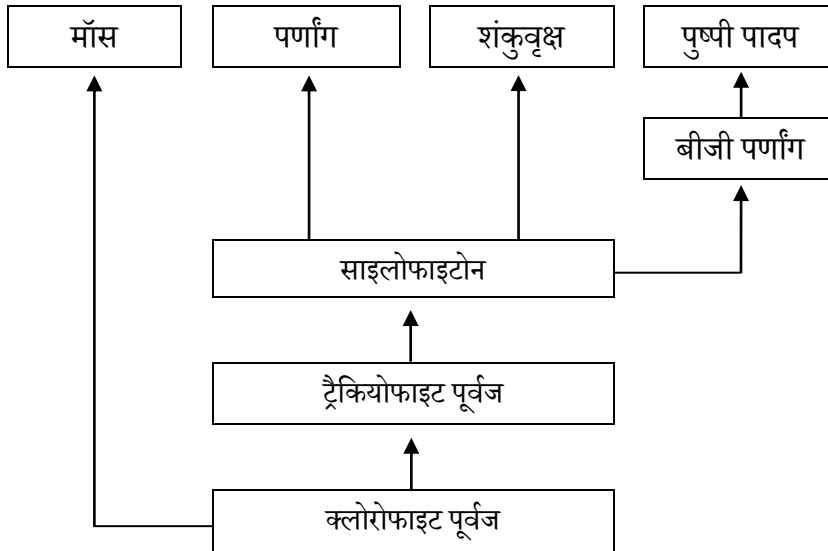 मॉस
पर्णांग
शंकुवृक्ष
पुष्पी पादप
बीजी पर्णांग
साइलोफाइटोन
ट्रैकियोफाइट पूर्वज
क्लोरोफाइट पूर्वज